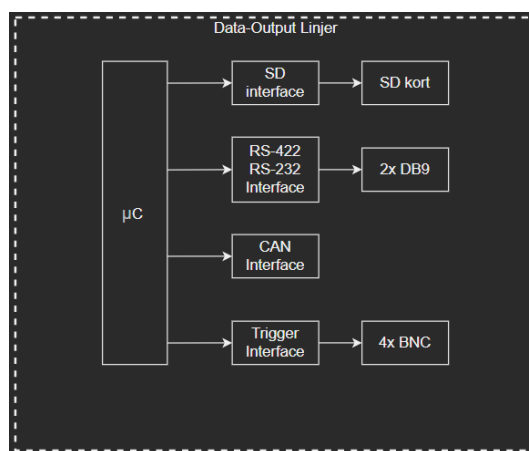 Data-Output Linjer
SD
interface
SD kort
RS-422
RS-232
Interface
2x DB9
µC
CAN
Interface
Trigger
Interface
4x BNC